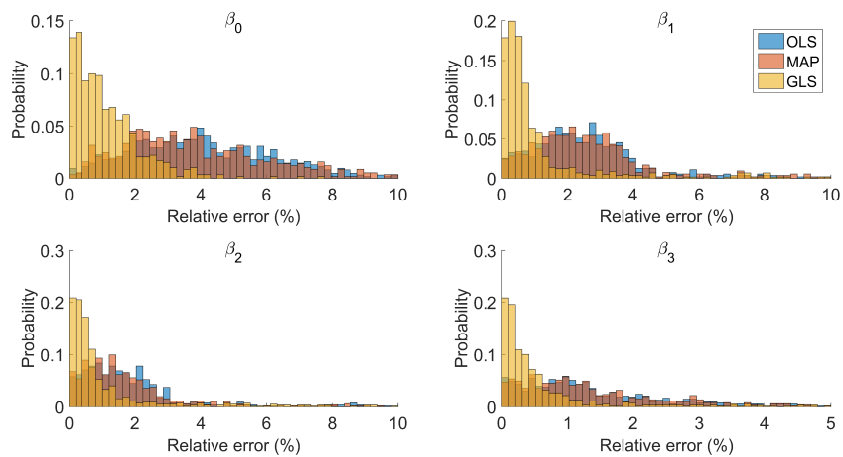 β0
0.15
0.1
0.05
0
Probability
0 2 4 6 8 10
Relative error (%)
β1
0.2
0.15
0.1
0.05
0
Probability
0 2 4 6 8 10
Relative error (%)
OLS
MAP
GLS
β2
0.3
0.2
0.1
0
Probability
0 2 4 6 8 10
Relative error (%)
β3
0.3
0.2
0.1
0
Probability
0 1 2 3 4 5
Relative error (%)